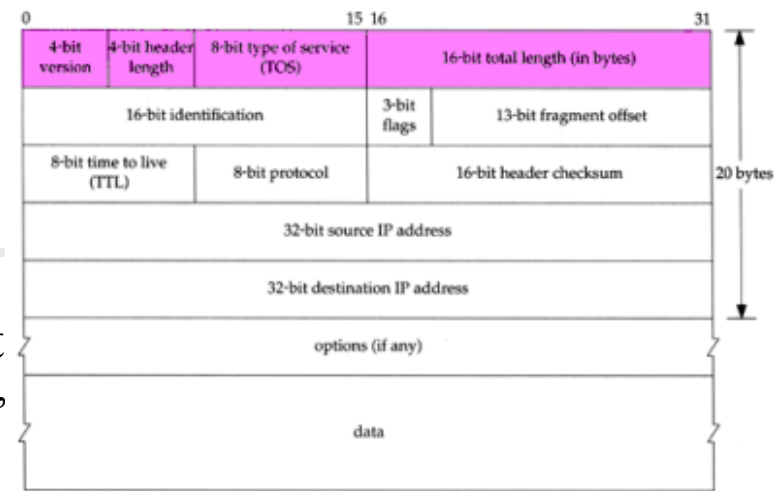 0 15 16 31
4-bit version 4-bit header length 8-bit type of service (TOS) 16-bit total length (in bytes)
16-bit identification 3-bit flags 13-bit fragment offset
8-bit time to live (TTL) 8-bit protocol 16-bit header checksum
20 bytes
32-bit source IP address
32-bit destination IP address
options (if any)
data